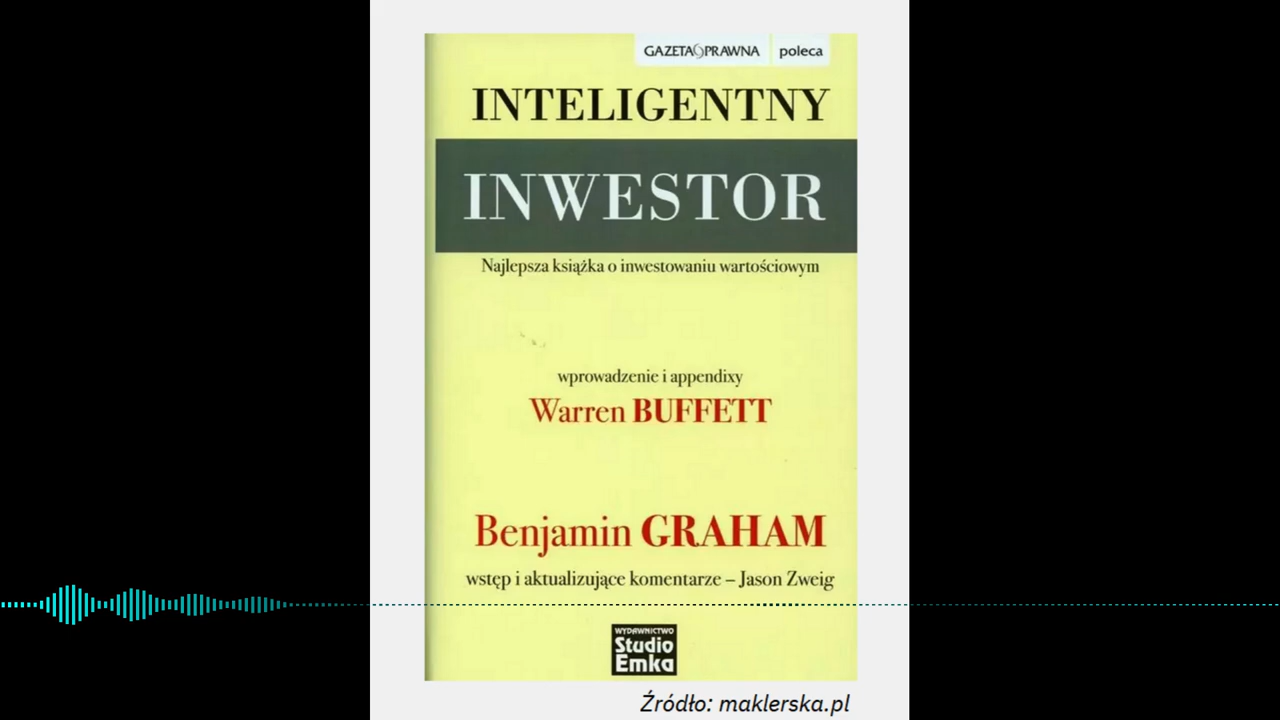 GAZETA PRAWNA poleca
INTELIGENTNY
INWESTOR
Najlepsza książka o inwestowaniu wartościowym
wprowadzenie i appendixy
Warren BUFFETT
Benjamin GRAHAM
wstęp i aktualizujące komentarze – Jason Zweig
WYDAWNICTWO
Studio
Emka
Źródło: maklerska.pl